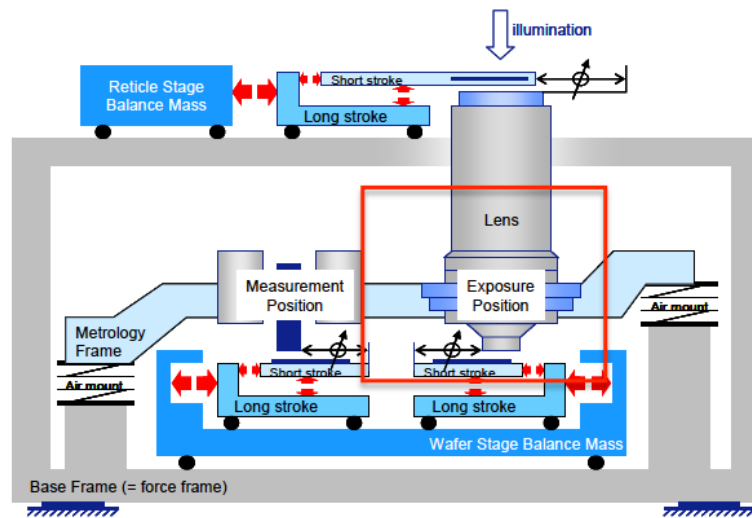 illumination
Reticle Stage
Balance Mass
Short stroke
Long stroke
Lens
Measurement
Position
Exposure
Position
Metrology
Frame
Air mount
Air mount
Short stroke
Short stroke
Long stroke
Long stroke
Wafer Stage Balance Mass
Base Frame (= force frame)